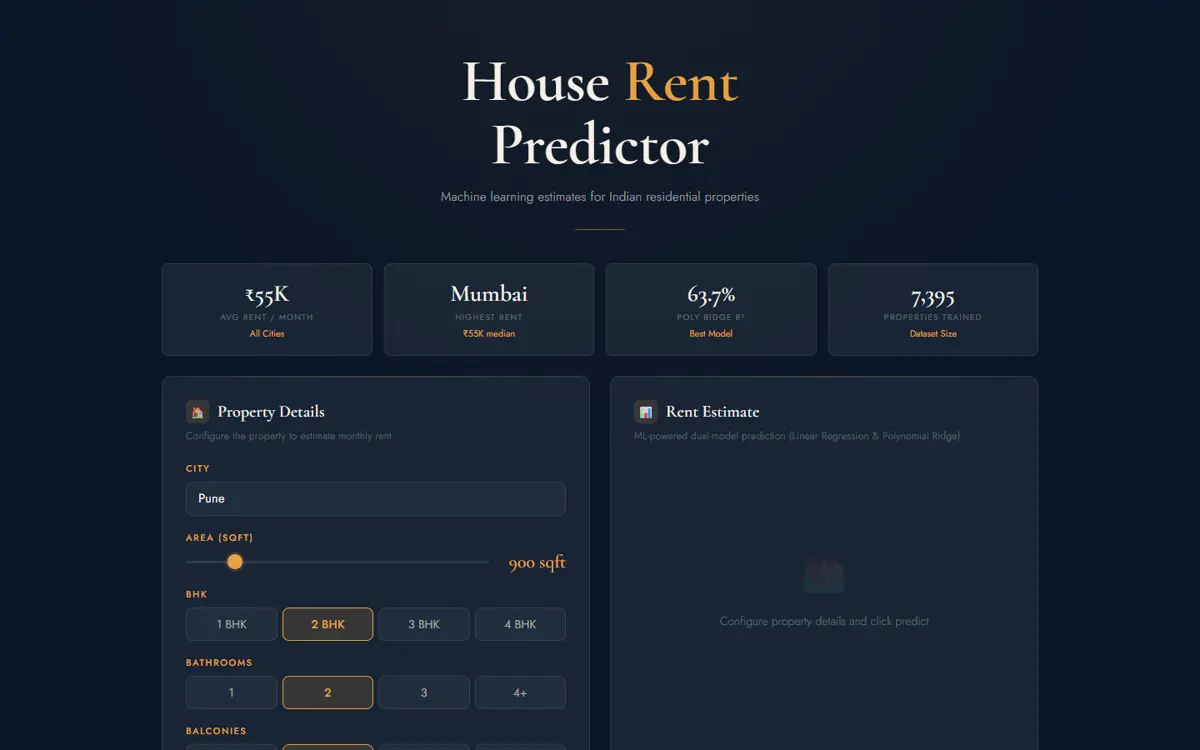 House Rent
Predictor
Machine learning estimates for Indian residential properties
₹55K
AVG RENT / MONTH
All Cities
Mumbai
HIGHEST RENT
₹55K median
63.7%
POLY RIDGE R²
Best Model
7,395
PROPERTIES TRAINED
Dataset Size
Property Details
Configure the property to estimate monthly rent
CITY
Pune
AREA (SQFT)
900 sqft
BHK
1 BHK
2 BHK
3 BHK
4 BHK
BATHROOMS
1
2
3
4+
BALCONIES
Rent Estimate
ML-powered dual-model prediction (Linear Regression & Polynomial Ridge)
Configure property details and click predict